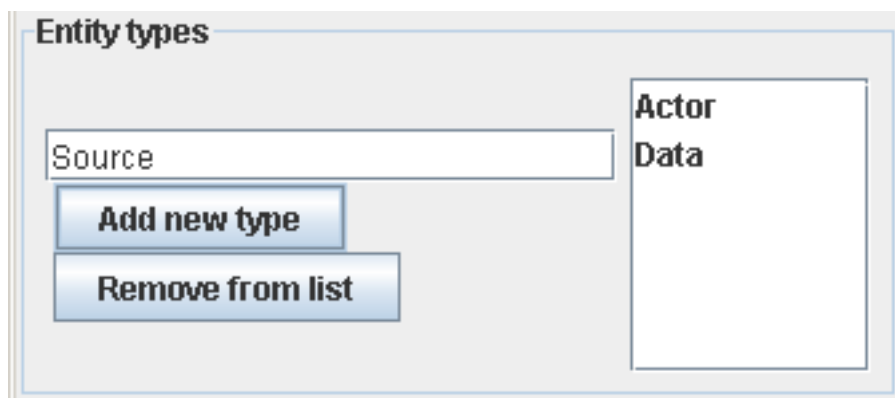 Entity types
Source
Add new type
Remove from list
Actor
Data